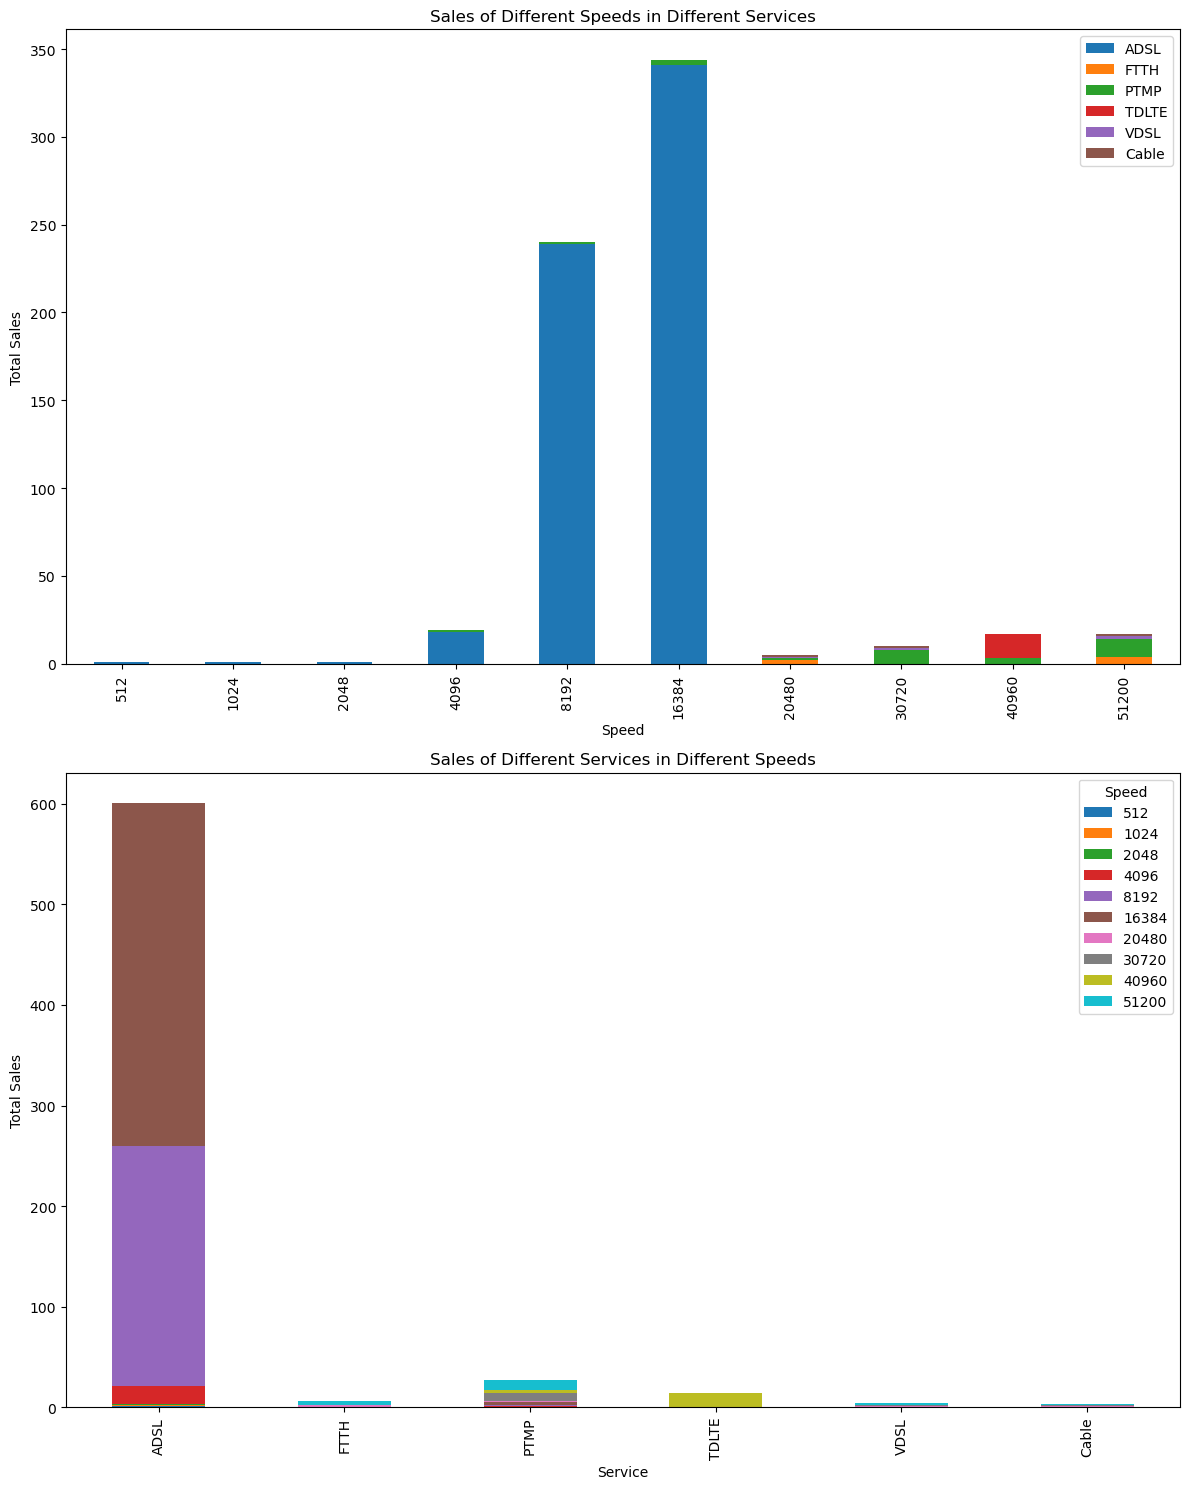 Sales of Different Speeds in Different Services
350
300
250
200
150
100
50
0
Total Sales
ADSL
FTTH
PTMP
TDLTE
VDSL
Cable
512
1024
2048
4096
8192
16384
20480
30720
40960
51200
Speed
Sales of Different Services in Different Speeds
600
500
400
300
200
100
0
Total Sales
Speed
512
1024
2048
4096
8192
16384
20480
30720
40960
51200
ADSL
FTTH
PTMP
TDLTE
VDSL
Cable
Service